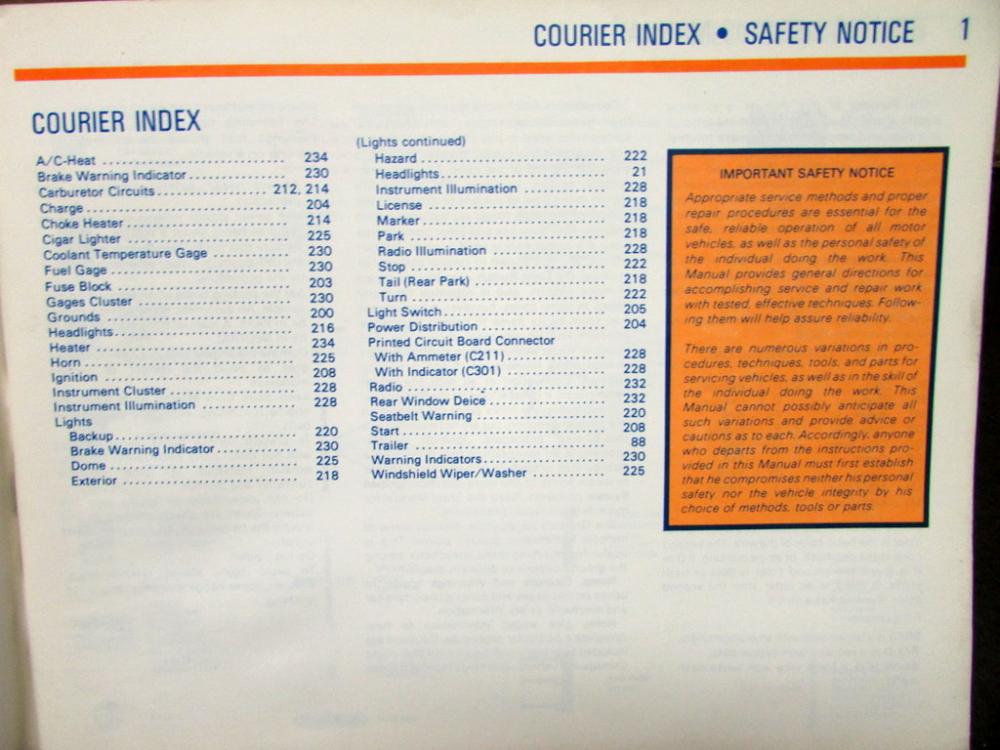 COURIER INDEX • SAFETY NOTICE 1
COURIER INDEX
A/C-Heat ............................ 234
Brake Warning Indicator ................ 230
Carburetor Circuits ................ 212, 214
Charge .............................. 204
Choke Heater ......................... 214
Cigar Lighter ......................... 225
Coolant Temperature Gage ............. 230
Fuel Gage ............................ 230
Fuse Block ........................... 203
Gages Cluster ........................ 230
Grounds ............................. 200
Headlights ........................... 216
Heater .............................. 234
Horn ................................ 225
Ignition .............................. 208
Instrument Cluster .................... 228
Instrument Illumination ............... 228
Lights
Backup ............................ 220
Brake Warning Indicator ............. 230
Dome ............................. 225
Exterior ........................... 218
(Lights continued)
Hazard ............................ 222
Headlights ......................... 21
Instrument Illumination ............. 228
License ............................ 218
Marker ............................ 218
Park .............................. 218
Radio Illumination .................. 228
Stop .............................. 222
Tail (Rear Park) ..................... 218
Turn .............................. 222
Light Switch .......................... 205
Power Distribution .................... 204
Printed Circuit Board Connector
With Ammeter (C211) ................ 228
With Indicator (C301) ................ 228
Radio ............................... 232
Rear Window Deice ................... 232
Seatbelt Warning ..................... 220
Start ................................ 208
Trailer ............................... 88
Warning Indicators .................... 230
Windshield Wiper/Washer ............. 225
IMPORTANT SAFETY NOTICE
Appropriate service methods and proper
repair procedures are essential for the
safe, reliable operation of all motor
vehicles, as well as the personal safety of
the individual doing the work. This
Manual provides general directions for
accomplishing service and repair work
with tested, effective techniques. Follow-
ing them will help assure reliability.
There are numerous variations in pro-
cedures, techniques, tools, and parts for
servicing vehicles, as well as in the skill of
the individual doing the work. This
Manual cannot possibly anticipate all
such variations and provide advice or
cautions as to each. Accordingly, anyone
who departs from the instructions pro-
vided in this Manual must first establish
that he compromises neither his personal
safety nor the vehicle integrity by his
choice of methods, tools or parts.